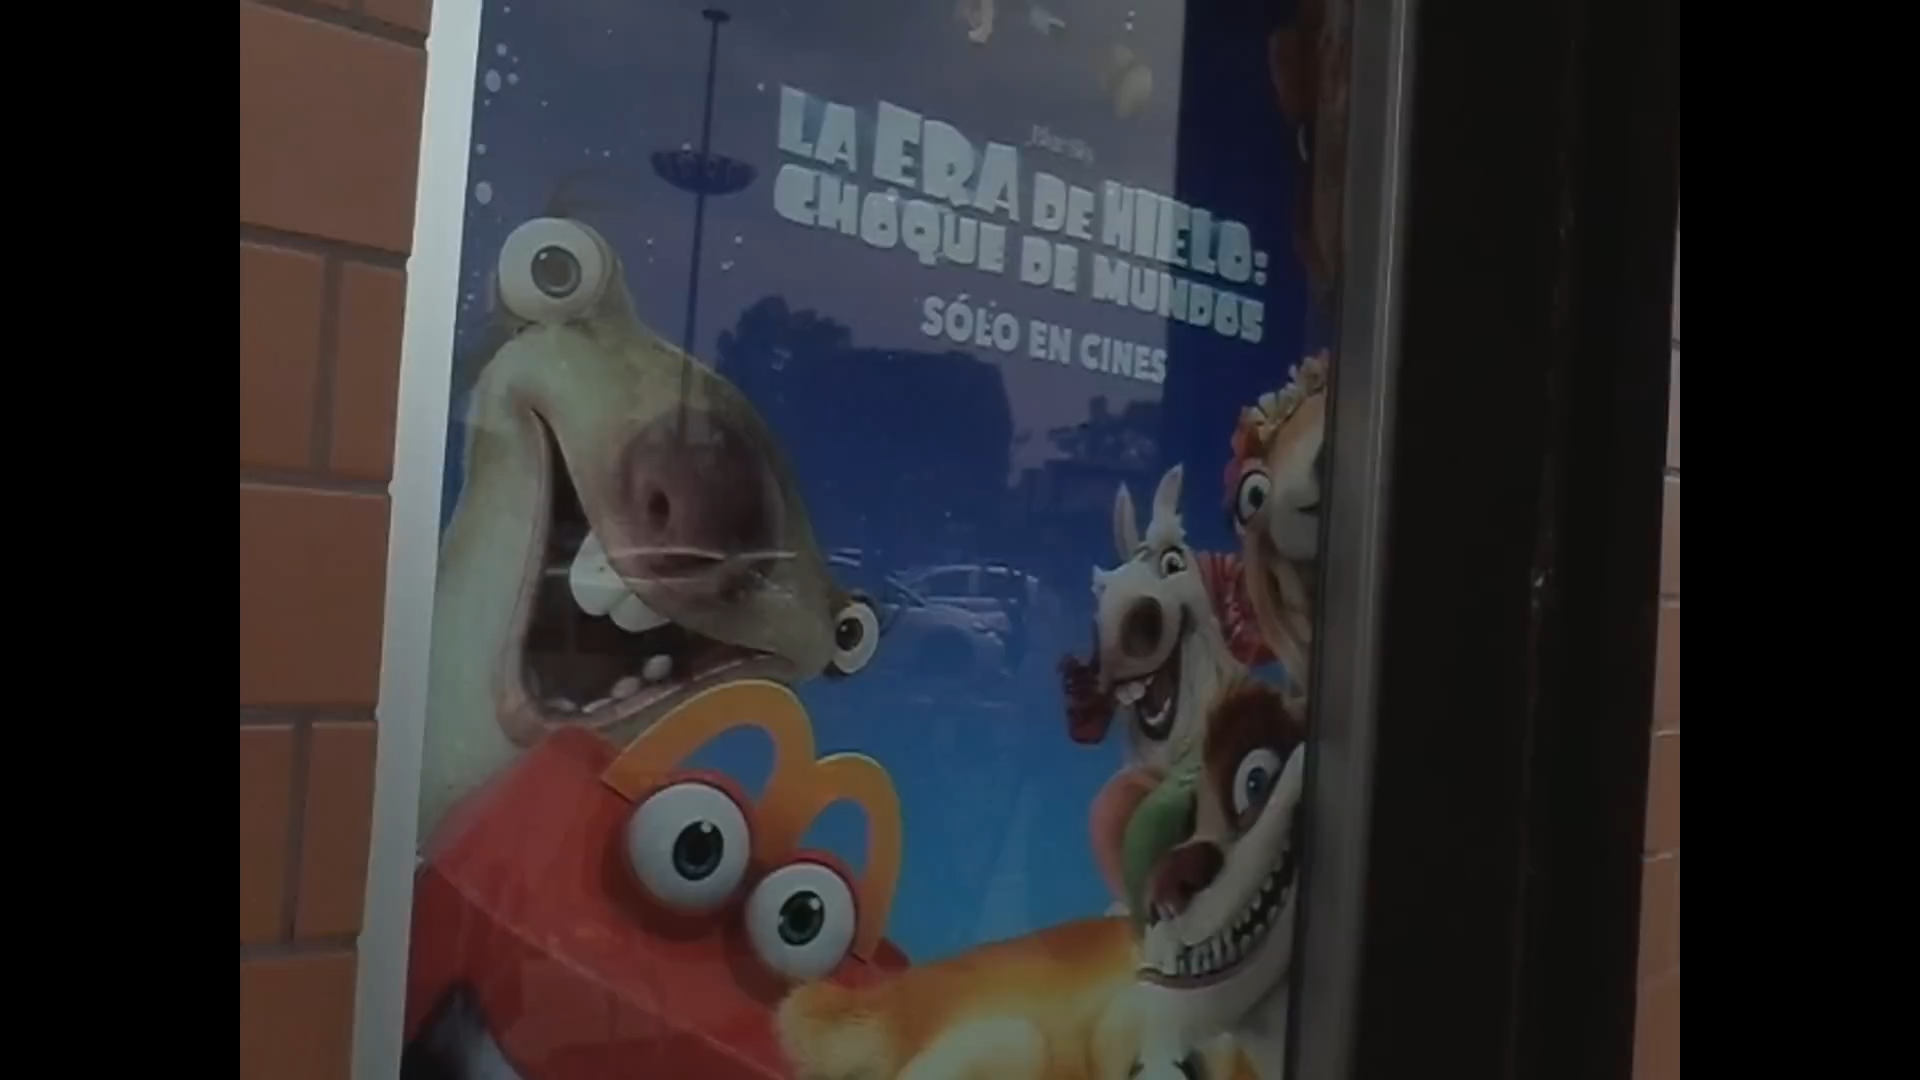 LA ERA DE HIELO:
CHOQUE DE MUNDOS
SÓLO EN CINES